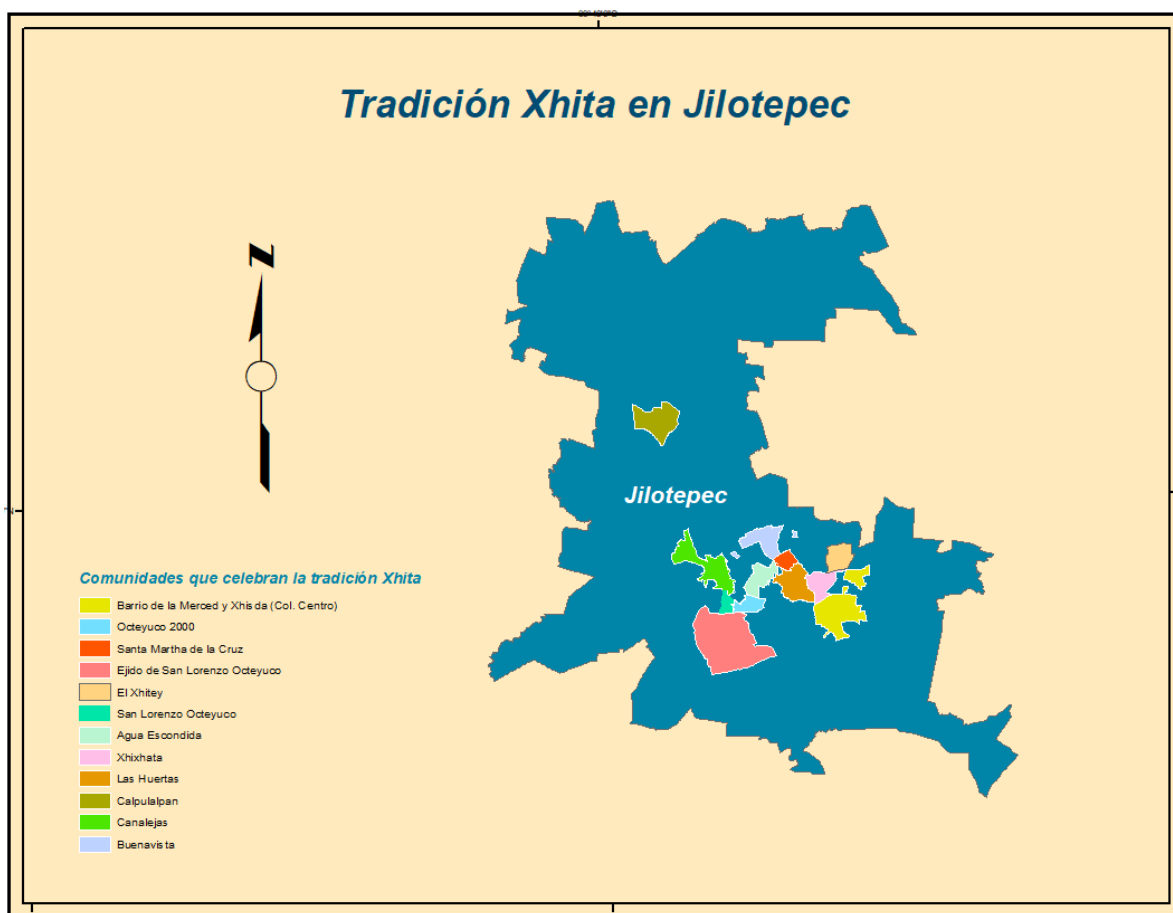 Tradición Xhita en Jilotepec
N
Jilotepec
Comunidades que celebran la tradición Xhita
Barrio de la Merced y Xhisda (Col. Centro)
Octeyuco 2000
Santa Martha de la Cruz
Ejido de San Lorenzo Octeyuco
El Xhitey
San Lorenzo Octeyuco
Agua Escondida
Xhixhata
Las Huertas
Calpulalpan
Canalejas
Buenavista